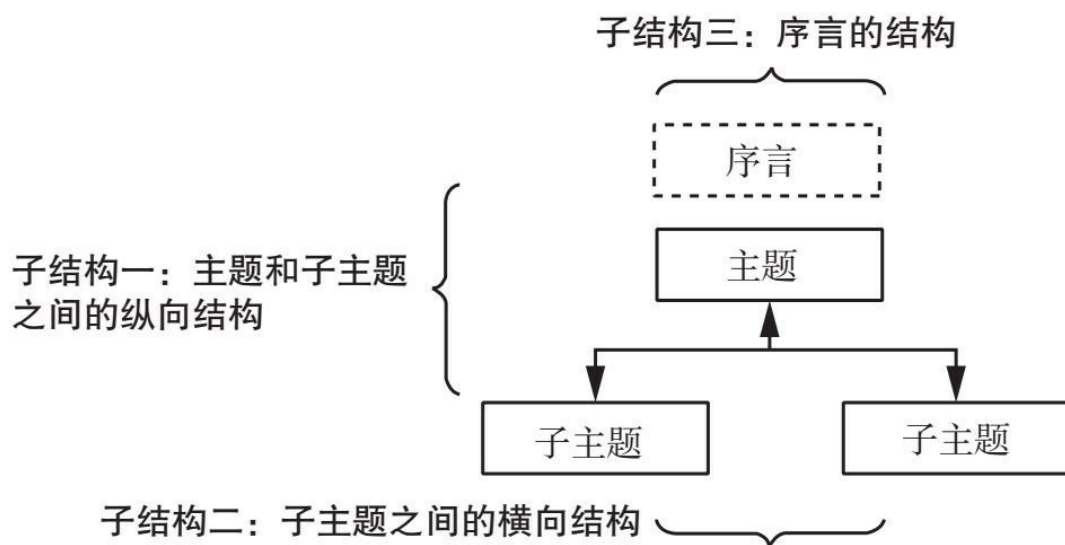 子结构三：序言的结构
序言
主题
子结构一：主题和子主题
之间的纵向结构
子主题
子主题
子结构二：子主题之间的横向结构